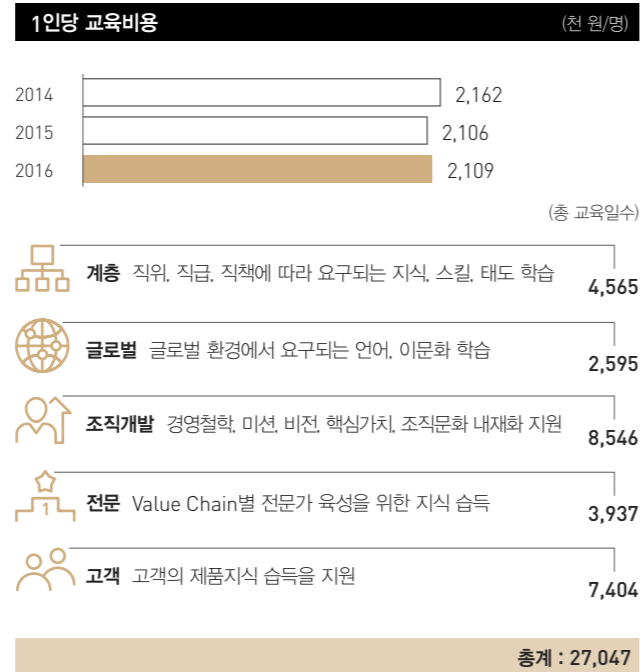 1인당 교육비용 (천 원/명)
2014 2,162
2015 2,106
2016 2,109
(총 교육일수)
계층 직위, 직급, 직책에 따라 요구되는 지식, 스킬, 태도 학습 4,565
글로벌 글로벌 환경에서 요구되는 언어, 이문화 학습 2,595
조직개발 경영철학, 미션, 비전, 핵심가치, 조직문화 내재화 지원 8,546
1
전문 Value Chain별 전문가 육성을 위한 지식 습득 3,937
고객 고객의 제품지식 습득을 지원 7,404
총계 : 27,047